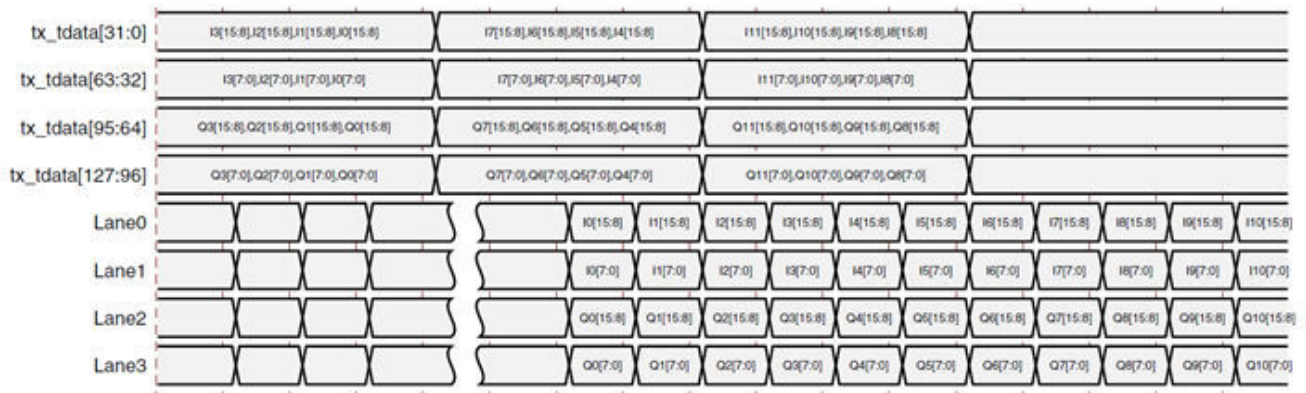 tx_tdata[31:0] I3[15:8],I2[15:8],I1[15:8],I0[15:8] I7[15:8],I6[15:8],I5[15:8],I4[15:8] I11[15:8],I10[15:8],I9[15:8],I8[15:8]
tx_tdata[63:32] I3[7:0],I2[7:0],I1[7:0],I0[7:0] I7[7:0],I6[7:0],I5[7:0],I4[7:0] I11[7:0],I10[7:0],I9[7:0],I8[7:0]
tx_tdata[95:64] Q3[15:8],Q2[15:8],Q1[15:8],Q0[15:8] Q7[15:8],Q6[15:8],Q5[15:8],Q4[15:8] Q11[15:8],Q10[15:8],Q9[15:8],Q8[15:8]
tx_tdata[127:96] Q3[7:0],Q2[7:0],Q1[7:0],Q0[7:0] Q7[7:0],Q6[7:0],Q5[7:0],Q4[7:0] Q11[7:0],Q10[7:0],Q9[7:0],Q8[7:0]
Lane0 I0[15:8] I1[15:8] I2[15:8] I3[15:8] I4[15:8] I5[15:8] I6[15:8] I7[15:8] I8[15:8] I9[15:8] I10[15:8]
Lane1 I0[7:0] I1[7:0] I2[7:0] I3[7:0] I4[7:0] I5[7:0] I6[7:0] I7[7:0] I8[7:0] I9[7:0] I10[7:0]
Lane2 Q0[15:8] Q1[15:8] Q2[15:8] Q3[15:8] Q4[15:8] Q5[15:8] Q6[15:8] Q7[15:8] Q8[15:8] Q9[15:8] Q10[15:8]
Lane3 Q0[7:0] Q1[7:0] Q2[7:0] Q3[7:0] Q4[7:0] Q5[7:0] Q6[7:0] Q7[7:0] Q8[7:0] Q9[7:0] Q10[7:0]